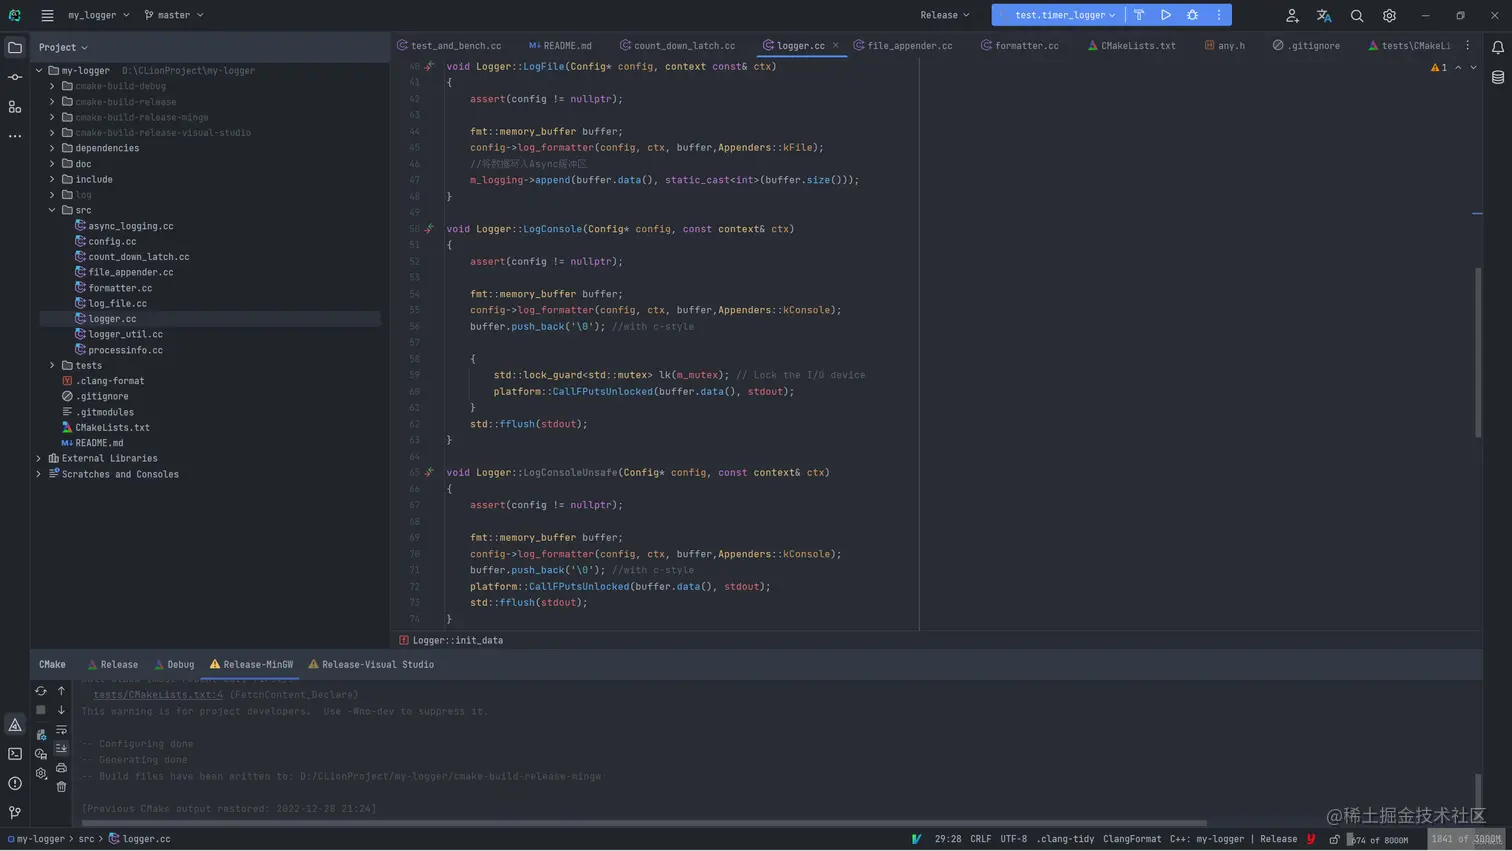 my_logger
master
Release
test.timer_logger
Project
test_and_bench.cc
README.md
count_down_latch.cc
logger.cc
file_appender.cc
formatter.cc
CMakeLists.txt
any.h
.gitignore
tests\CMakeLi
my-logger D:\CLionProject\my-logger
cmake-build-debug
cmake-build-release
cmake-build-release-mingw
cmake-build-release-visual-studio
dependencies
doc
include
log
src
async_logging.cc
config.cc
count_down_latch.cc
file_appender.cc
formatter.cc
log_file.cc
logger.cc
logger_util.cc
processinfo.cc
tests
.clang-format
.gitignore
.gitmodules
CMakeLists.txt
README.md
External Libraries
Scratches and Consoles
1
40 void Logger::LogFile(Config* config, context const& ctx)
41 {
42 assert(config != nullptr);
43
44 fmt::memory_buffer buffer;
45 config->log_formatter(config, ctx, buffer,Appenders::kFile);
46 //将数据写入Async缓冲区
47 m_logging->append(buffer.data(), static_cast<int>(buffer.size()));
48 }
49
50 void Logger::LogConsole(Config* config, const context& ctx)
51 {
52 assert(config != nullptr);
53
54 fmt::memory_buffer buffer;
55 config->log_formatter(config, ctx, buffer,Appenders::kConsole);
56 buffer.push_back('\0'); //with c-style
57
58 {
59 std::lock_guard<std::mutex> lk(m_mutex); // Lock the I/O device
60 platform::CallFPutsUnlocked(buffer.data(), stdout);
61 }
62 std::fflush(stdout);
63 }
64
65 void Logger::LogConsoleUnsafe(Config* config, const context& ctx)
66 {
67 assert(config != nullptr);
68
69 fmt::memory_buffer buffer;
70 config->log_formatter(config, ctx, buffer,Appenders::kConsole);
71 buffer.push_back('\0'); //with c-style
72 platform::CallFPutsUnlocked(buffer.data(), stdout);
73 std::fflush(stdout);
74 }
Logger::init_data
CMake
Release
Debug
Release-MinGW
Release-Visual Studio
tests/CMakeLists.txt:4 (FetchContent_Declare)
This warning is for project developers. Use -Wno-dev to suppress it.
-- Configuring done
-- Generating done
-- Build files have been written to: D:/CLionProject/my-logger/cmake-build-release-mingw
[Previous CMake output restored: 2022-12-28 21:24]
@稀土掘金技术社区
my-logger > src > logger.cc
29:28 CRLF UTF-8 .clang-tidy ClangFormat C++: my-logger | Release
674 of 8000M
1841 of 3000M